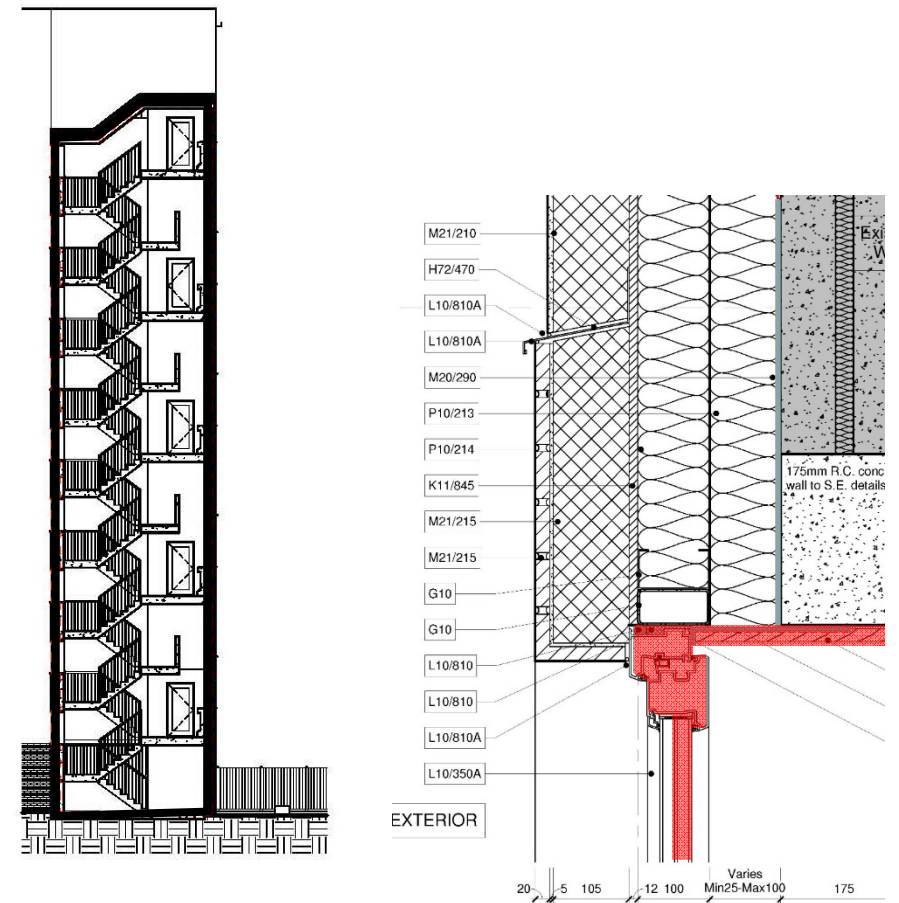 M21/210
H72/470
L10/810A
L10/810A
M20/290
P10/213
P10/214
K11/845
M21/215
M21/215
G10
G10
L10/810
L10/810
L10/810A
L10/350A
EXTERIOR
Exi
W
175mm R.C. conc
wall to S.E. details
Varies
20 5 105 12 100 Min25-Max100 175